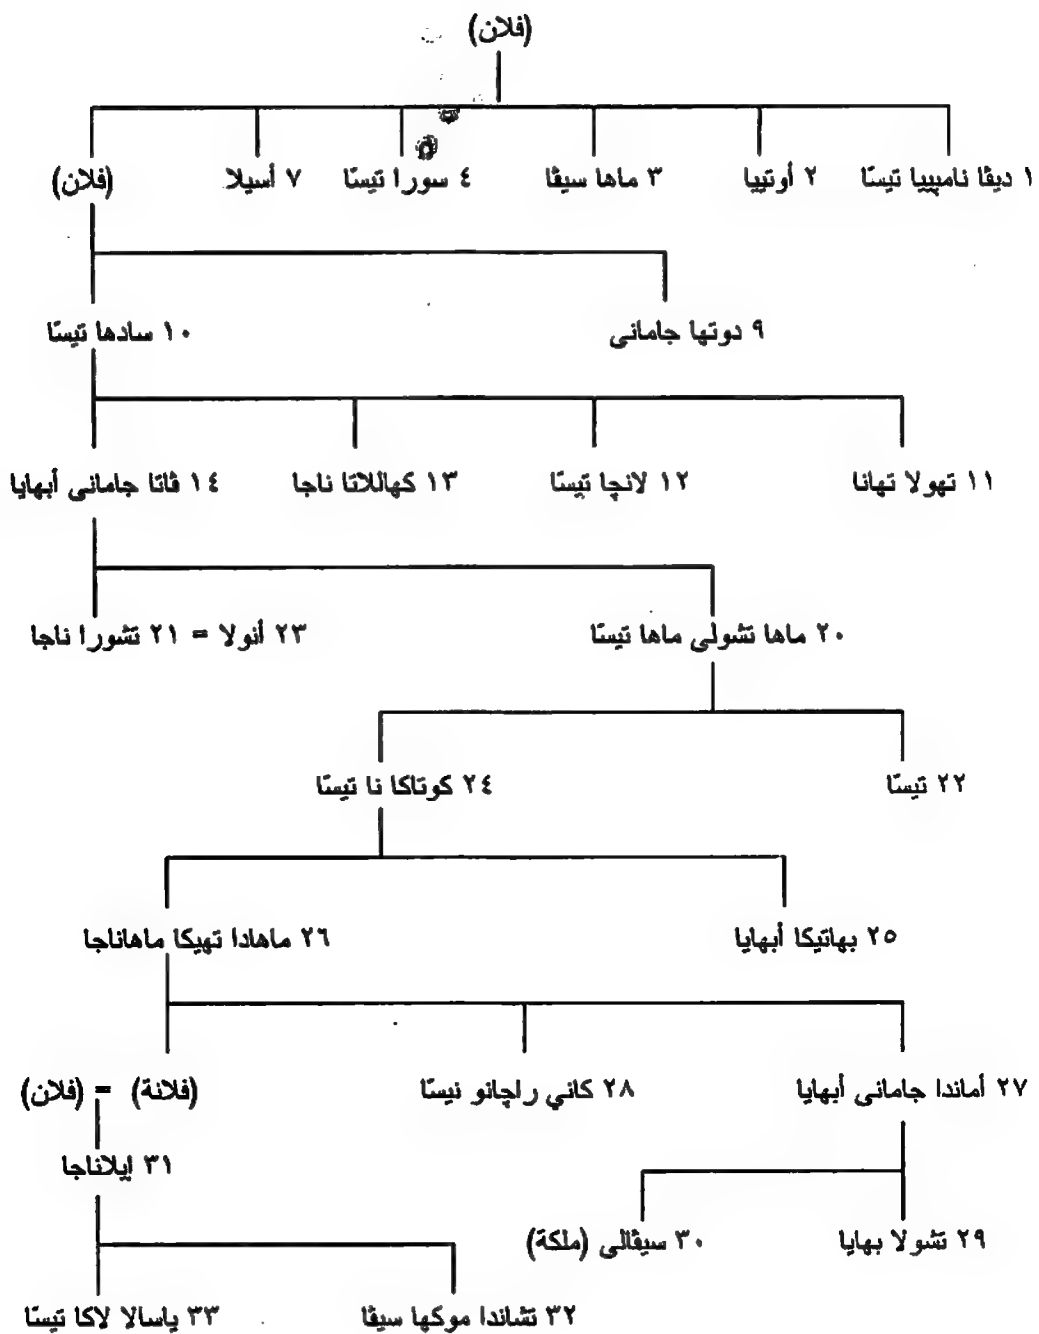 (فلان)
١ ديڤا نامبييا تيسّا ٢ أوتييا ٣ ماها سيڤا ٤ سورا تيسّا ٧ أسيلا (فلان)
٩ دوتها جامانى ١٠ سادها تيسّا
١١ تهولا تهانا ١٢ لانچا تيسّا ١٣ كهاللاتا ناجا ١٤ ڤاتا جامانى أبهايا
٢٠ ماها تشولى ماها تيسّا ٢٣ أنولا = ٢١ تشورا ناجا
٢٢ تيسّا ٢٤ كوتاكا نا تيسّا
٢٥ بهاتيكا أبهايا ٢٦ ماهادا تهيكا ماهاناجا
٢٧ أماندا جامانى أبهايا ٢٨ كاني راچانو نيسّا (فلانة) = (فلان)
٣١ إيلاناجا
٢٩ تشولا بهايا ٣٠ سيڤالى (ملكة)
٣٢ تشاندا موكها سيڤا ٣٣ ياسالا لاكا تيسّا